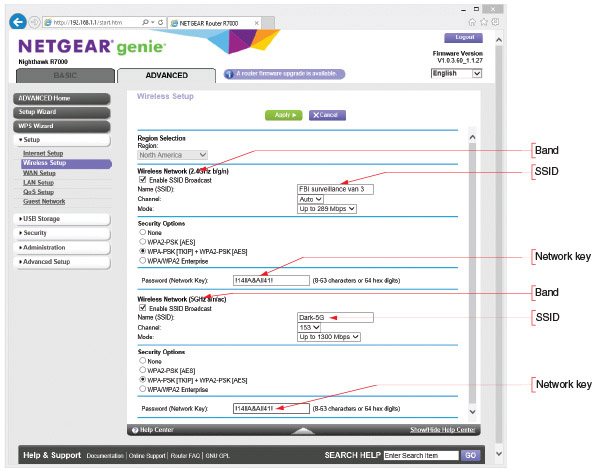 http://192.168.1.1/start.htm
NETGEAR Router R7000
NETGEAR genie
Logout
Nighthawk R7000
Firmware Version
V1.0.3.60_1.1.27
BASIC
ADVANCED
A router firmware upgrade is available.
English
ADVANCED Home
Setup Wizard
WPS Wizard
Setup
Internet Setup
Wireless Setup
WAN Setup
LAN Setup
QoS Setup
Guest Network
USB Storage
Security
Administration
Advanced Setup
Wireless Setup
Apply
X Cancel
Region Selection
Region:
North America
Wireless Network (2.4GHz b/g/n)
Enable SSID Broadcast
Name (SSID): FBI surveillance van 3
Channel: Auto
Mode: Up to 289 Mbps
Security Options
None
WPA2-PSK [AES]
WPA-PSK [TKIP] + WPA2-PSK [AES]
WPA/WPA2 Enterprise
Password (Network Key): (8-63 characters or 64 hex digits)
Wireless Network (5GHz a/n/ac)
Enable SSID Broadcast
Name (SSID): Dark-5G
Channel: 153
Mode: Up to 1300 Mbps
Security Options
None
WPA2-PSK [AES]
WPA-PSK [TKIP] + WPA2-PSK [AES]
WPA/WPA2 Enterprise
Password (Network Key): (8-63 characters or 64 hex digits)
Band
SSID
Network key
Band
SSID
Network key
Help Center
Show/Hide Help Center
Help & Support Documentation | Online Support | Router FAQ | GNU GPL
SEARCH HELP Enter Search Item GO